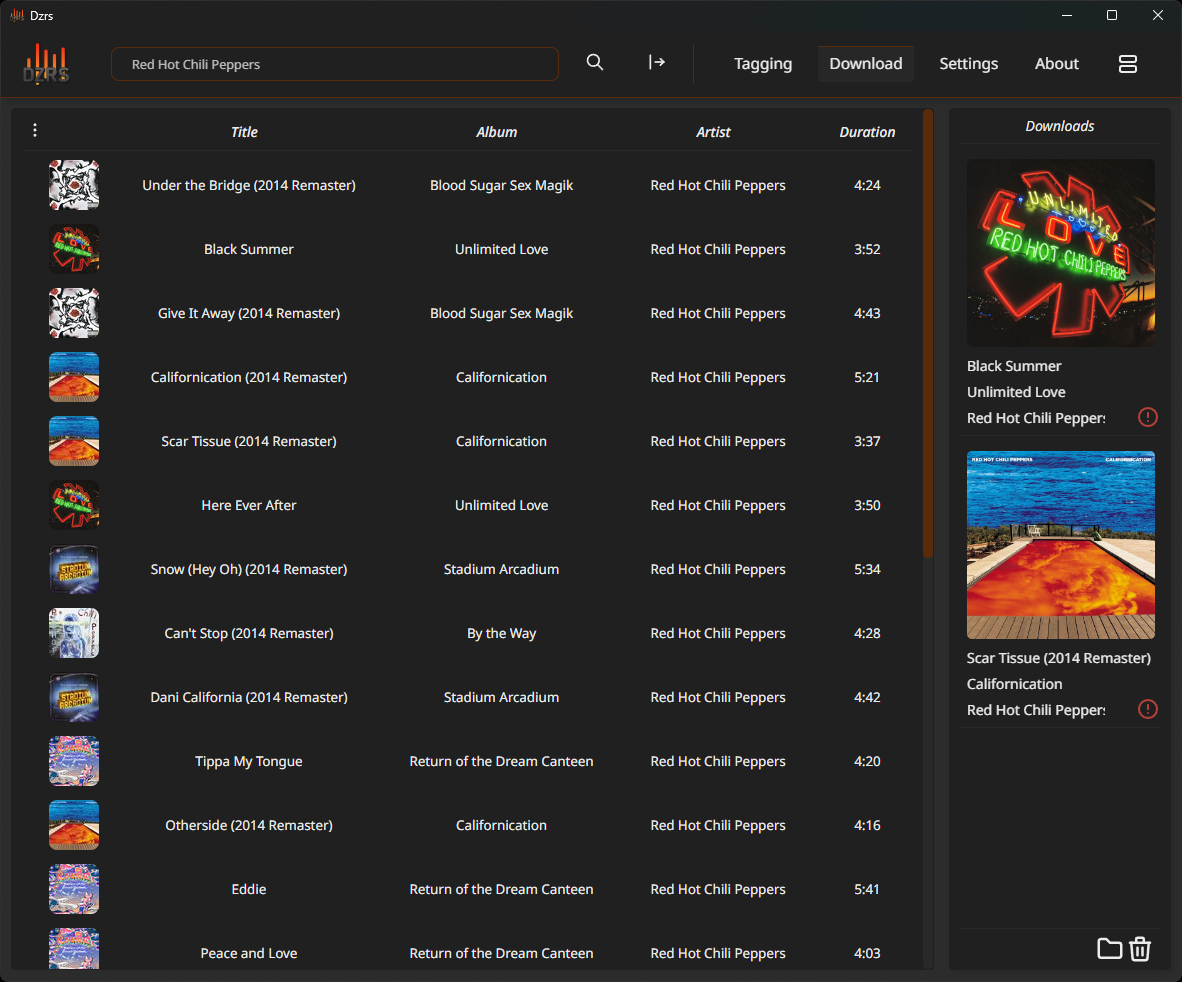 Dzrs
DZRS
Red Hot Chili Peppers
Tagging
Download
Settings
About
Title Album Artist Duration
Under the Bridge (2014 Remaster) Blood Sugar Sex Magik Red Hot Chili Peppers 4:24
Black Summer Unlimited Love Red Hot Chili Peppers 3:52
Give It Away (2014 Remaster) Blood Sugar Sex Magik Red Hot Chili Peppers 4:43
Californication (2014 Remaster) Californication Red Hot Chili Peppers 5:21
Scar Tissue (2014 Remaster) Californication Red Hot Chili Peppers 3:37
Here Ever After Unlimited Love Red Hot Chili Peppers 3:50
Snow (Hey Oh) (2014 Remaster) Stadium Arcadium Red Hot Chili Peppers 5:34
Can't Stop (2014 Remaster) By the Way Red Hot Chili Peppers 4:28
Dani California (2014 Remaster) Stadium Arcadium Red Hot Chili Peppers 4:42
Tippa My Tongue Return of the Dream Canteen Red Hot Chili Peppers 4:20
Otherside (2014 Remaster) Californication Red Hot Chili Peppers 4:16
Eddie Return of the Dream Canteen Red Hot Chili Peppers 5:41
Peace and Love Return of the Dream Canteen Red Hot Chili Peppers 4:03
Downloads
UNLIMITED
LOVE
RED HOT CHILI PEPPERS
Black Summer
Unlimited Love
Red Hot Chili Peppers
RED HOT CHILI PEPPERS CALIFORNICATION
Scar Tissue (2014 Remaster)
Californication
Red Hot Chili Peppers